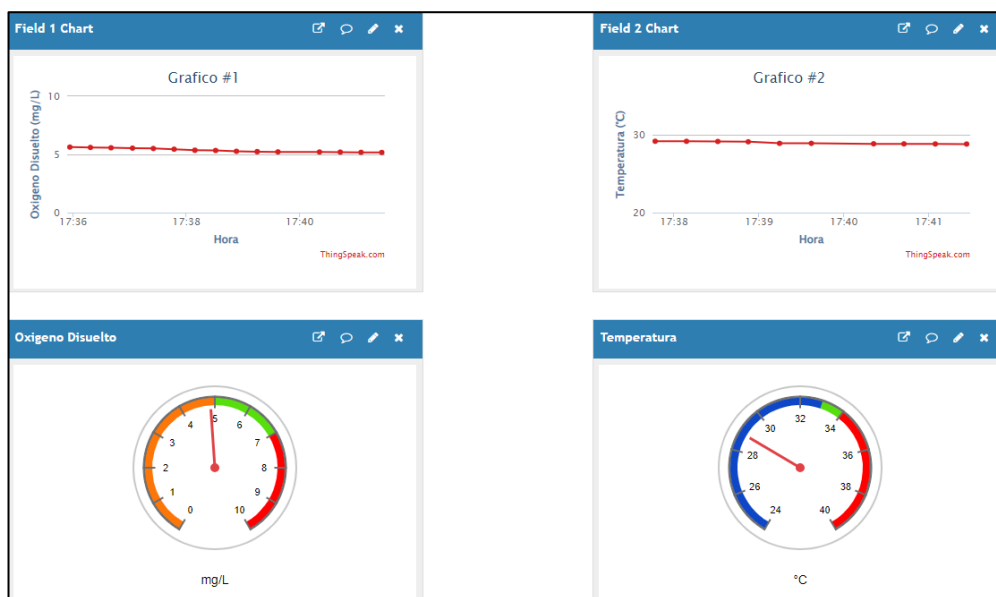 Field 1 Chart
Grafico #1
Oxigeno Disuelto (mg/L)
10
5
0
17:36
17:38
17:40
Hora
ThingSpeak.com
Field 2 Chart
Grafico #2
Temperatura (°C)
30
20
17:38
17:39
17:40
17:41
Hora
ThingSpeak.com
Oxigeno Disuelto
0
1
2
3
4
5
6
7
8
9
10
mg/L
Temperatura
24
26
28
30
32
34
36
38
40
°C